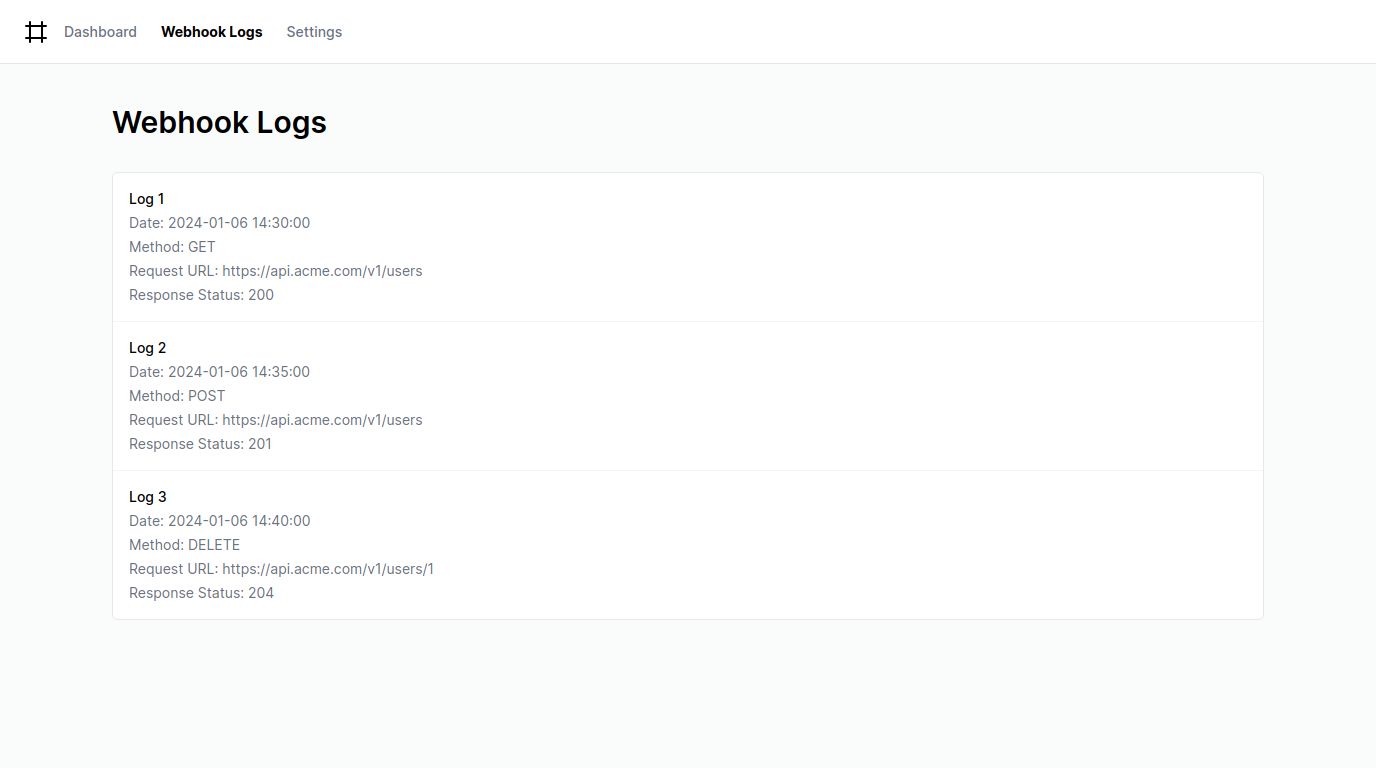 Dashboard Webhook Logs Settings
Webhook Logs
Log 1
Date: 2024-01-06 14:30:00
Method: GET
Request URL: https://api.acme.com/v1/users
Response Status: 200
Log 2
Date: 2024-01-06 14:35:00
Method: POST
Request URL: https://api.acme.com/v1/users
Response Status: 201
Log 3
Date: 2024-01-06 14:40:00
Method: DELETE
Request URL: https://api.acme.com/v1/users/1
Response Status: 204